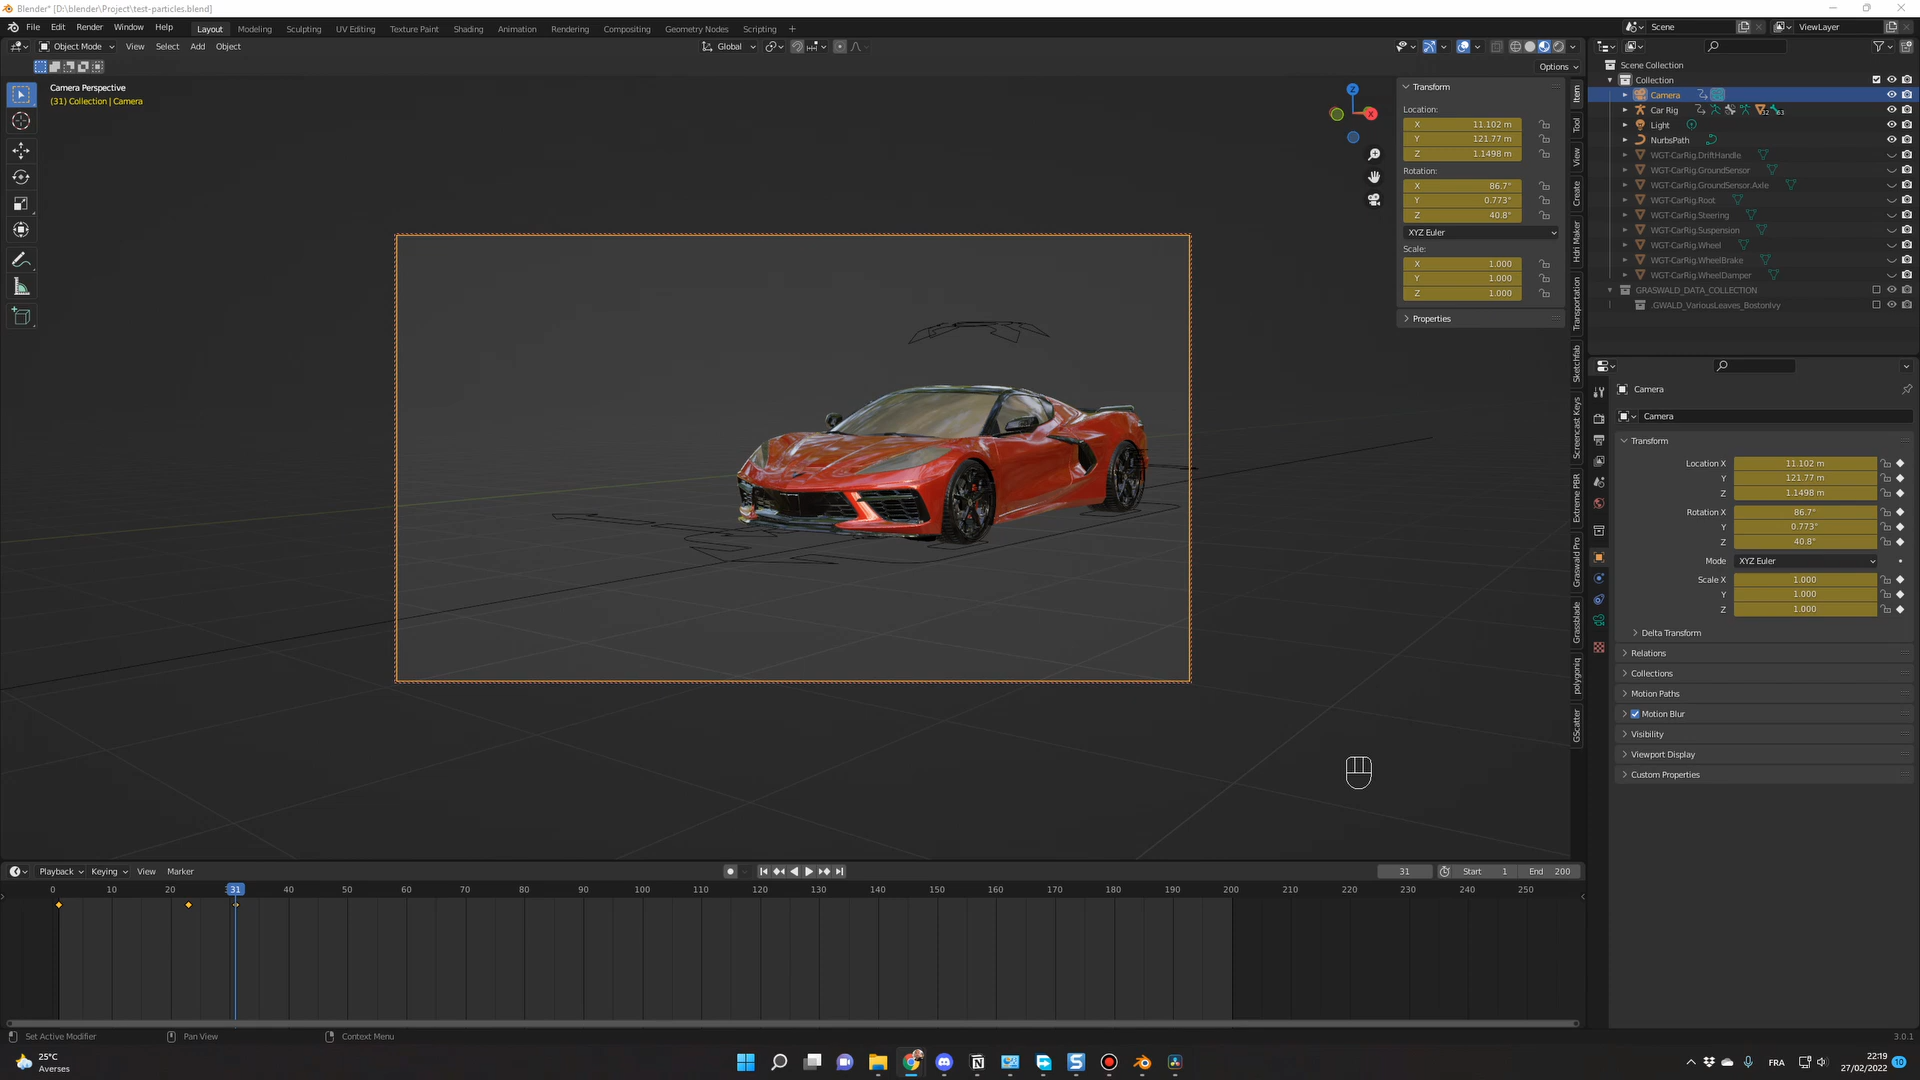 Blender* [D:\blender\Project\test-particles.blend]
File Edit Render Window Help Layout Modeling Sculpting UV Editing Texture Paint Shading Animation Rendering Compositing Geometry Nodes Scripting + Scene ViewLayer
Object Mode View Select Add Object Global
Options
Camera Perspective
(31) Collection | Camera
Z
X
Transform
Location:
X 11.102 m
Y 121.77 m
Z 1.1498 m
Rotation:
X 86.7°
Y 0.773°
Z 40.8°
XYZ Euler
Scale:
X 1.000
Y 1.000
Z 1.000
Properties
Item
Tool
View
Create
Hdri Maker
Transportation
Sketchfab
Screencast Keys
Extreme PBR
Graswald Pro
Grassblade
polygoniq
GScatter
Scene Collection
Collection
Camera
Car Rig 32 63
Light
NurbsPath
WGT-CarRig.DriftHandle
WGT-CarRig.GroundSensor
WGT-CarRig.GroundSensor.Axle
WGT-CarRig.Root
WGT-CarRig.Steering
WGT-CarRig.Suspension
WGT-CarRig.Wheel
WGT-CarRig.WheelBrake
WGT-CarRig.WheelDamper
GRASWALD_DATA_COLLECTION
.GWALD_VariousLeaves_BostonIvy
Camera
Camera
Transform
Location X 11.102 m
Y 121.77 m
Z 1.1498 m
Rotation X 86.7°
Y 0.773°
Z 40.8°
Mode XYZ Euler
Scale X 1.000
Y 1.000
Z 1.000
Delta Transform
Relations
Collections
Motion Paths
Motion Blur
Visibility
Viewport Display
Custom Properties
Playback Keying View Marker 31 Start 1 End 200
0 10 20 31 40 50 60 70 80 90 100 110 120 130 140 150 160 170 180 190 200 210 220 230 240 250
Set Active Modifier Pan View Context Menu 3.0.1
25°C
Averses
FRA
22:19
27/02/2022
10